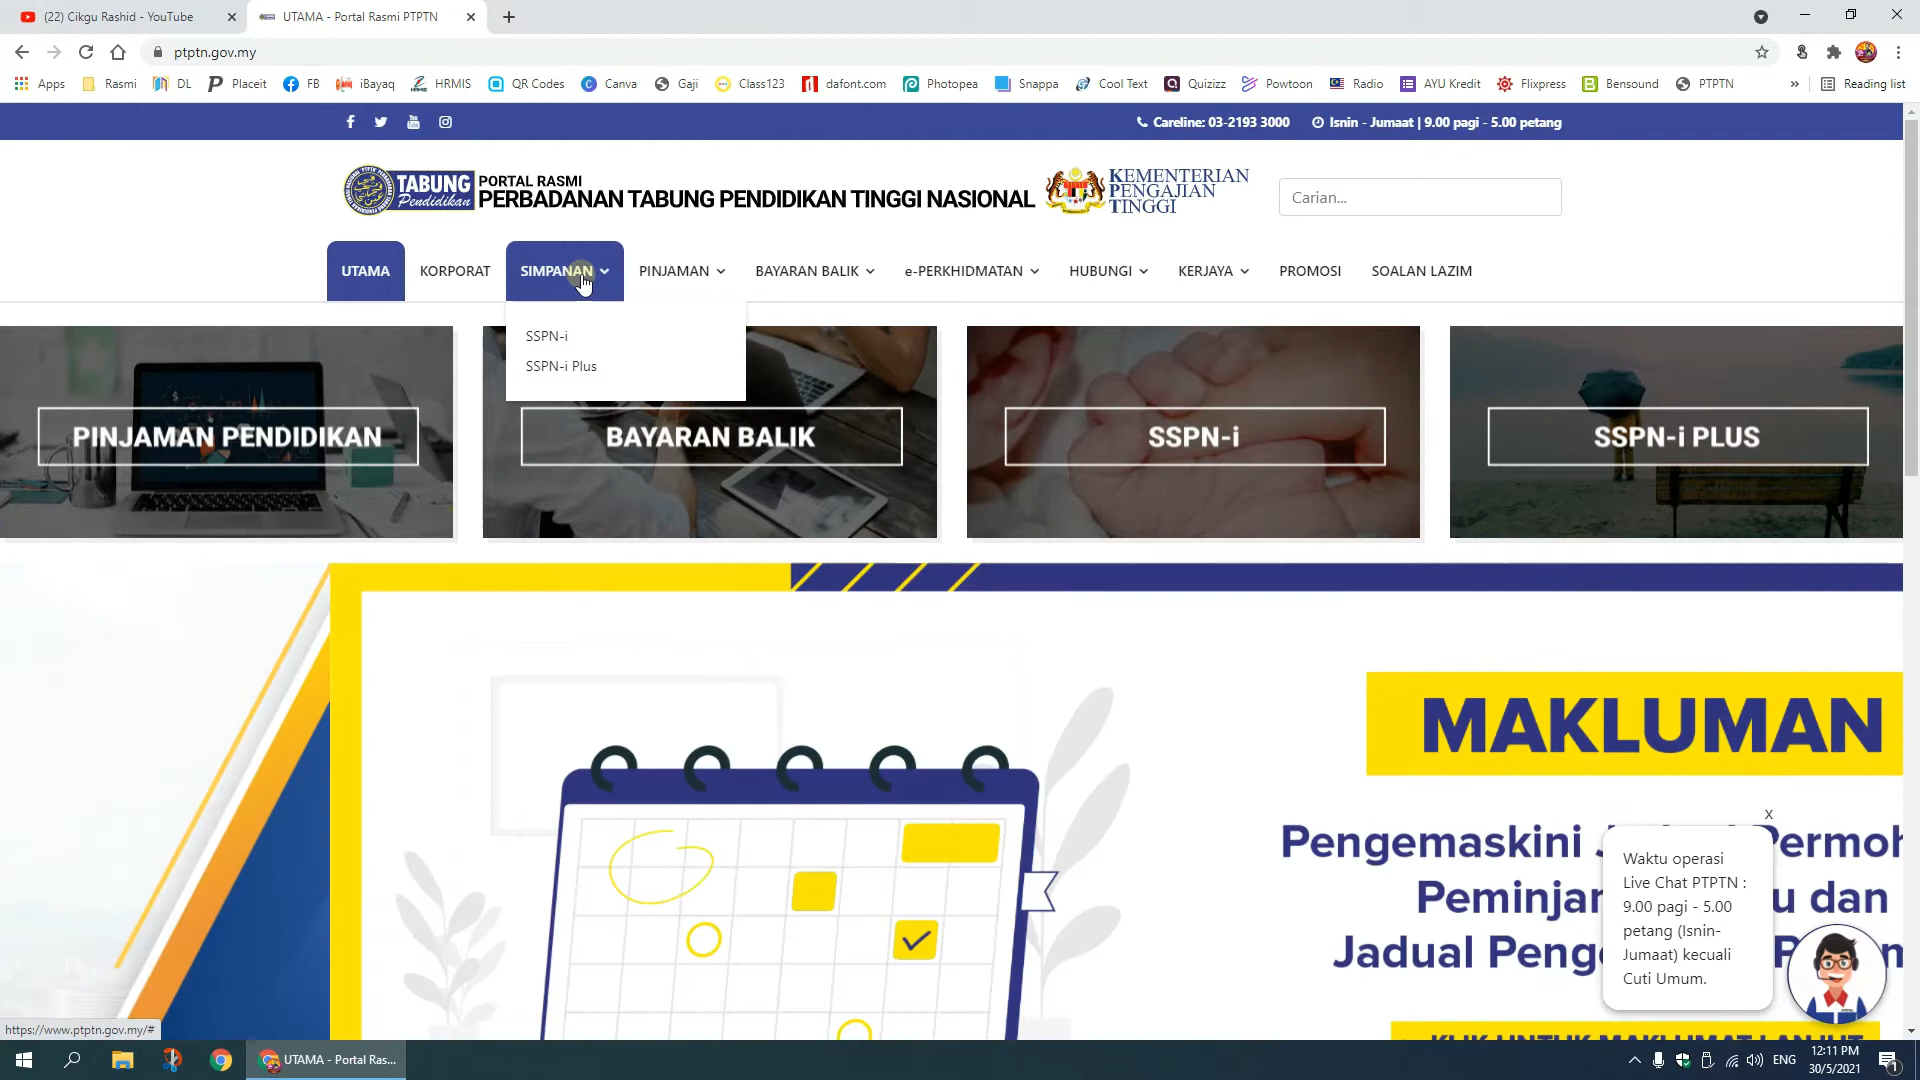 (22) Cikgu Rashid - YouTube
UTAMA - Portal Rasmi PTPTN
ptptn.gov.my
Apps
Rasmi
DL
Placeit
FB
iBayaq
HRMIS
QR Codes
Canva
Gaji
Class123
dafont.com
Photopea
Snappa
Cool Text
Quizizz
Powtoon
Radio
AYU Kredit
Flixpress
Bensound
PTPTN
»
Reading list
Careline: 03-2193 3000
Isnin - Jumaat | 9.00 pagi - 5.00 petang
TABUNG
Pendidikan
PORTAL RASMI
PERBADANAN TABUNG PENDIDIKAN TINGGI NASIONAL
KEMENTERIAN
PENGAJIAN
TINGGI
Carian...
UTAMA
KORPORAT
SIMPANAN
PINJAMAN
BAYARAN BALIK
e-PERKHIDMATAN
HUBUNGI
KERJAYA
PROMOSI
SOALAN LAZIM
SSPN-i
SSPN-i Plus
PINJAMAN PENDIDIKAN
BAYARAN BALIK
SSPN-i
SSPN-i PLUS
MAKLUMAN
Pengemaskini
Permoh
Peminja
u dan
Jadual Penge
x
Waktu operasi
Live Chat PTPTN :
9.00 pagi - 5.00
petang (Isnin-
Jumaat) kecuali
Cuti Umum.
KLIK UNTUK MAKLUMAT LANJUT
https://www.ptptn.gov.my/#
UTAMA - Portal Ras...
ENG
12:11 PM
30/5/2021
1